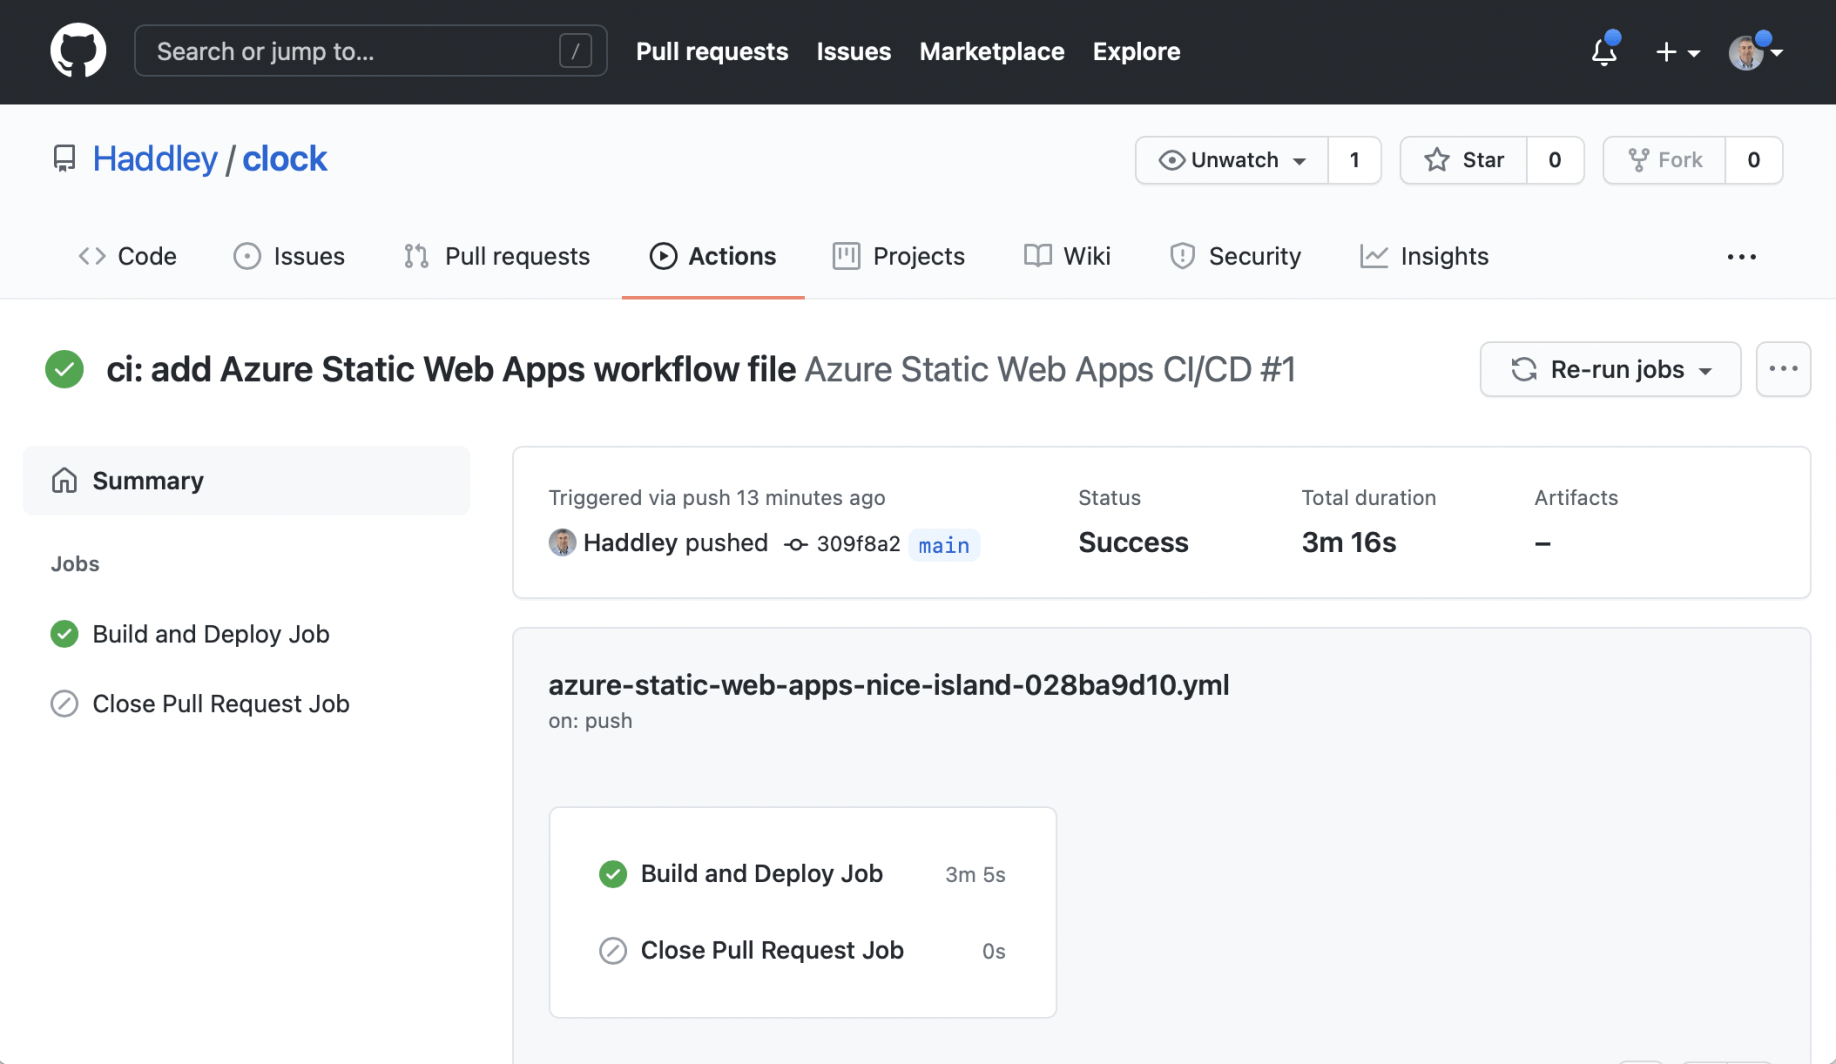 Search or jump to... /
Pull requests Issues Marketplace Explore
Haddley / clock
Unwatch 1 Star 0 Fork 0
Code Issues Pull requests Actions Projects Wiki Security Insights
ci: add Azure Static Web Apps workflow file Azure Static Web Apps CI/CD #1
Re-run jobs
Summary
Jobs
Build and Deploy Job
Close Pull Request Job
Triggered via push 13 minutes ago
Haddley pushed 309f8a2 main
Status
Success
Total duration
3m 16s
Artifacts
–
azure-static-web-apps-nice-island-028ba9d10.yml
on: push
Build and Deploy Job 3m 5s
Close Pull Request Job 0s